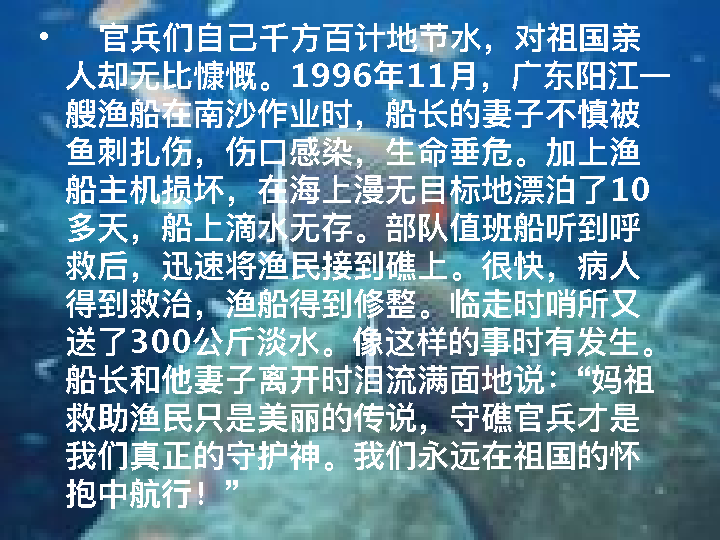 •　官兵们自己千方百计地节水，对祖国亲
人却无比慷慨。1996年11月，广东阳江一
艘渔船在南沙作业时，船长的妻子不慎被
鱼刺扎伤，伤口感染，生命垂危。加上渔
船主机损坏，在海上漫无目标地漂泊了10
多天，船上滴水无存。部队值班船听到呼
救后，迅速将渔民接到礁上。很快，病人
得到救治，渔船得到修整。临走时哨所又
送了300公斤淡水。像这样的事时有发生。
船长和他妻子离开时泪流满面地说：“妈祖
救助渔民只是美丽的传说，守礁官兵才是
我们真正的守护神。我们永远在祖国的怀
抱中航行！”